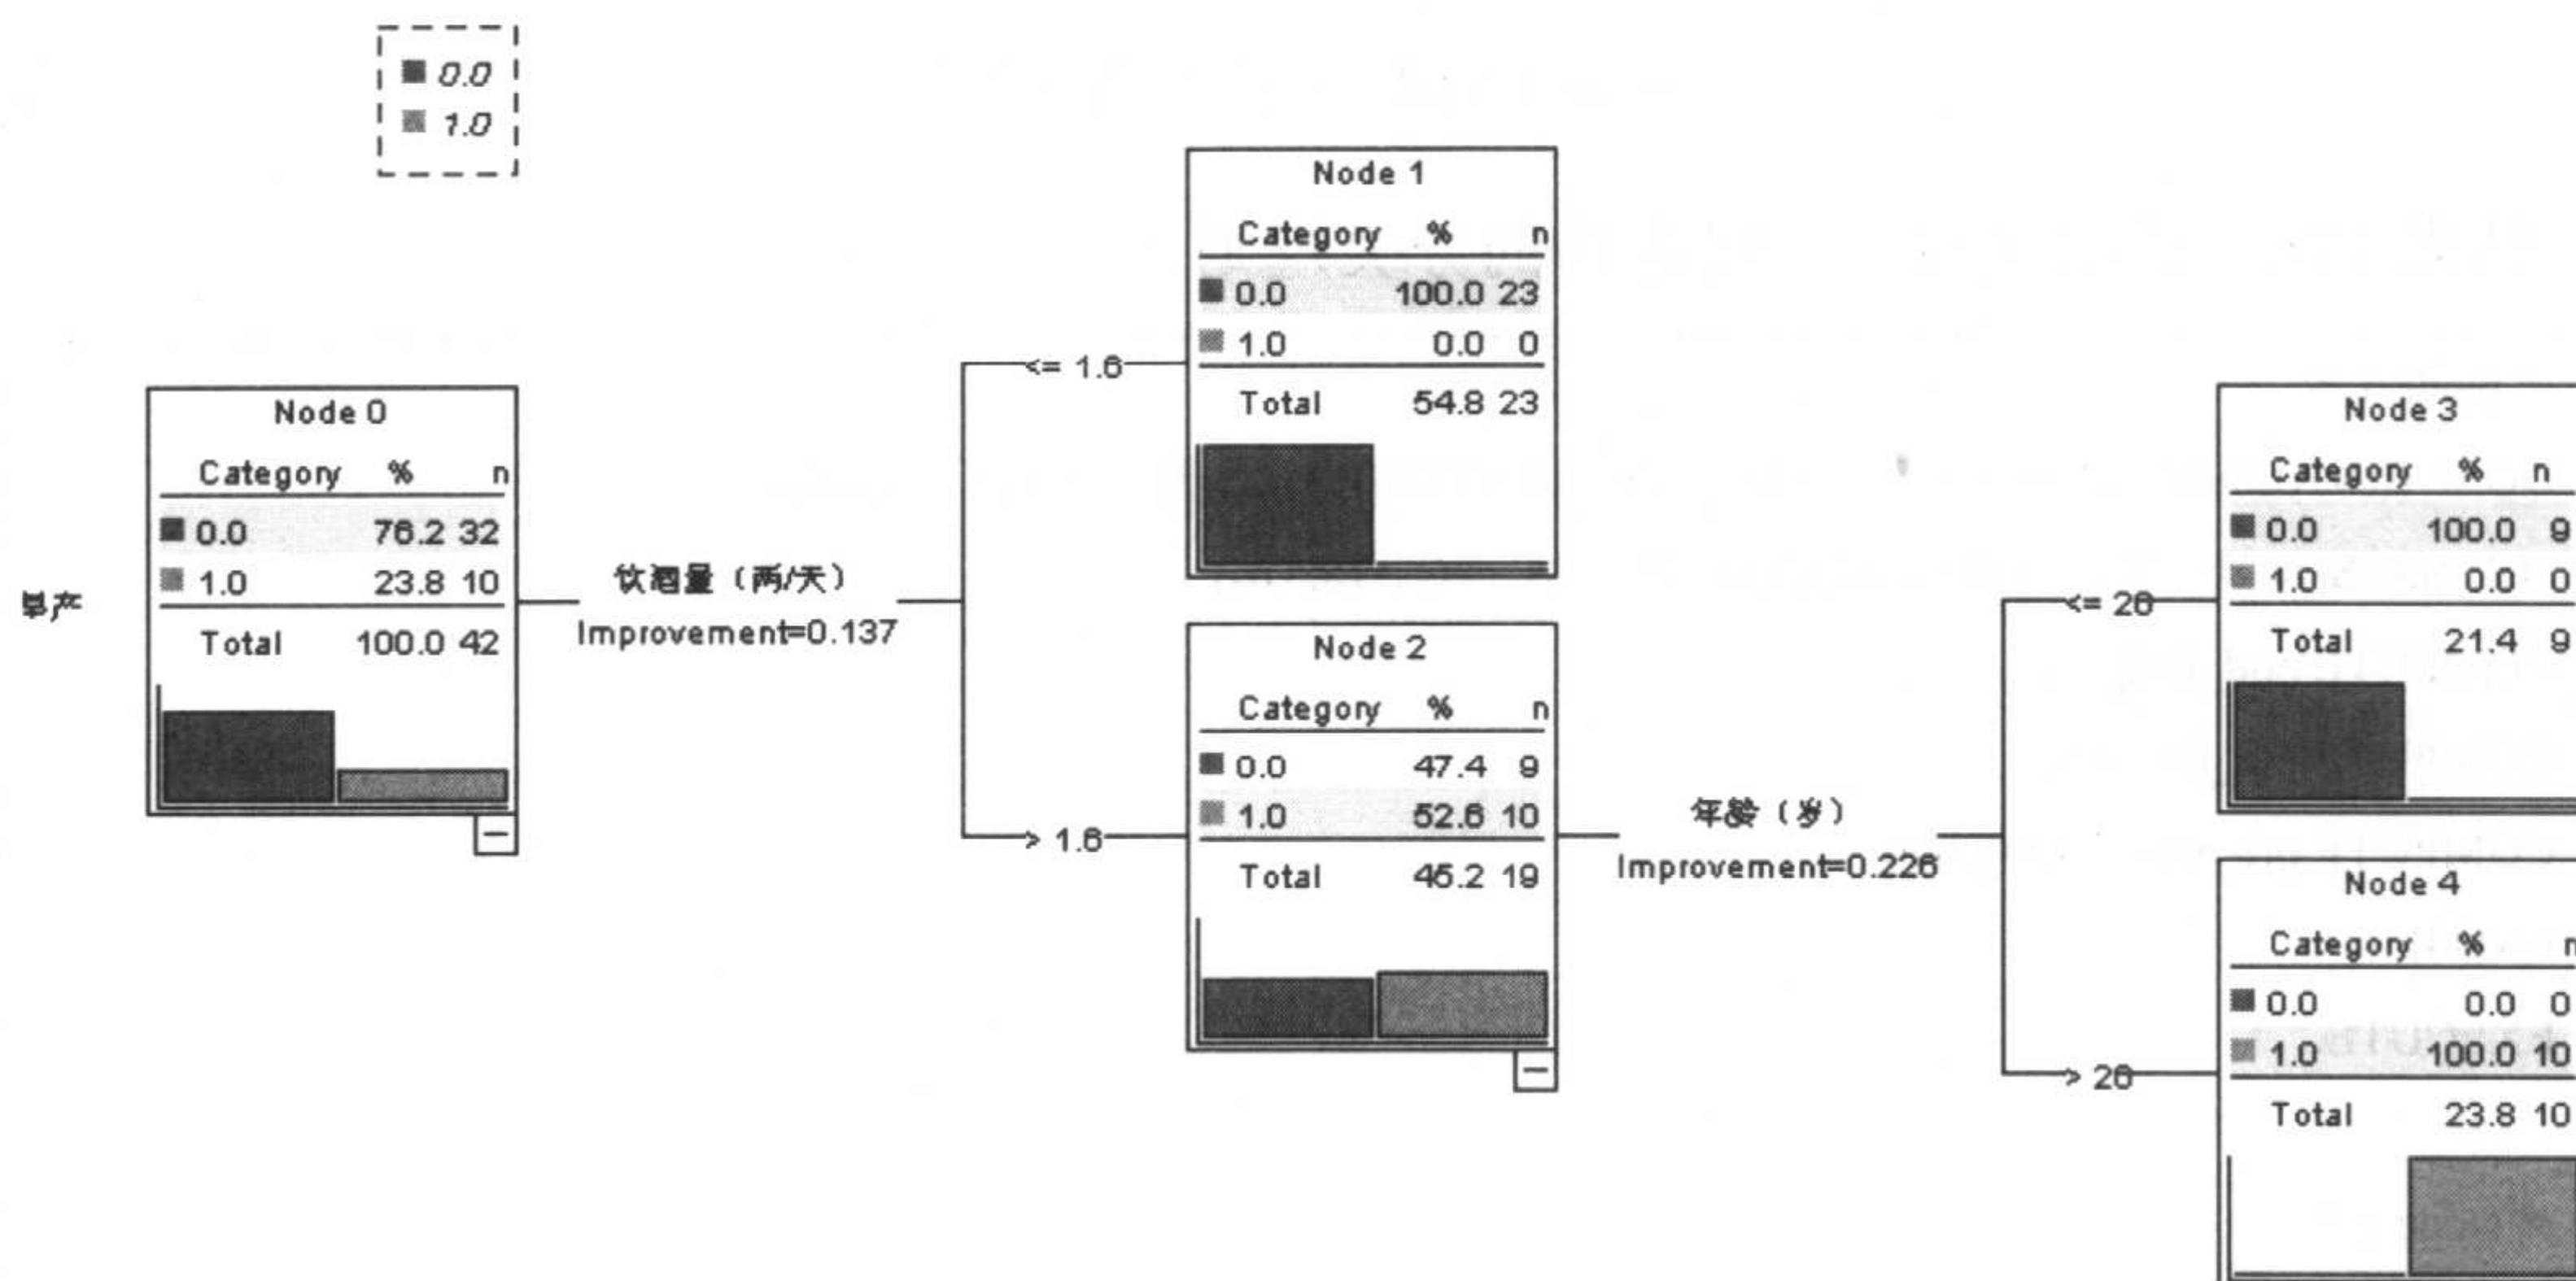 0.0
1.0
Node 0
Category % n
0.0 76.2 32
1.0 23.8 10
Total 100.0 42
饮酒量（两/天）
Improvement=0.137
<= 1.6
> 1.6
Node 1
Category % n
0.0 100.0 23
1.0 0.0 0
Total 54.8 23
Node 2
Category % n
0.0 47.4 9
1.0 52.6 10
Total 45.2 19
年龄（岁）
Improvement=0.226
<= 26
> 26
Node 3
Category % n
0.0 100.0 9
1.0 0.0 0
Total 21.4 9
Node 4
Category % n
0.0 0.0 0
1.0 100.0 10
Total 23.8 10